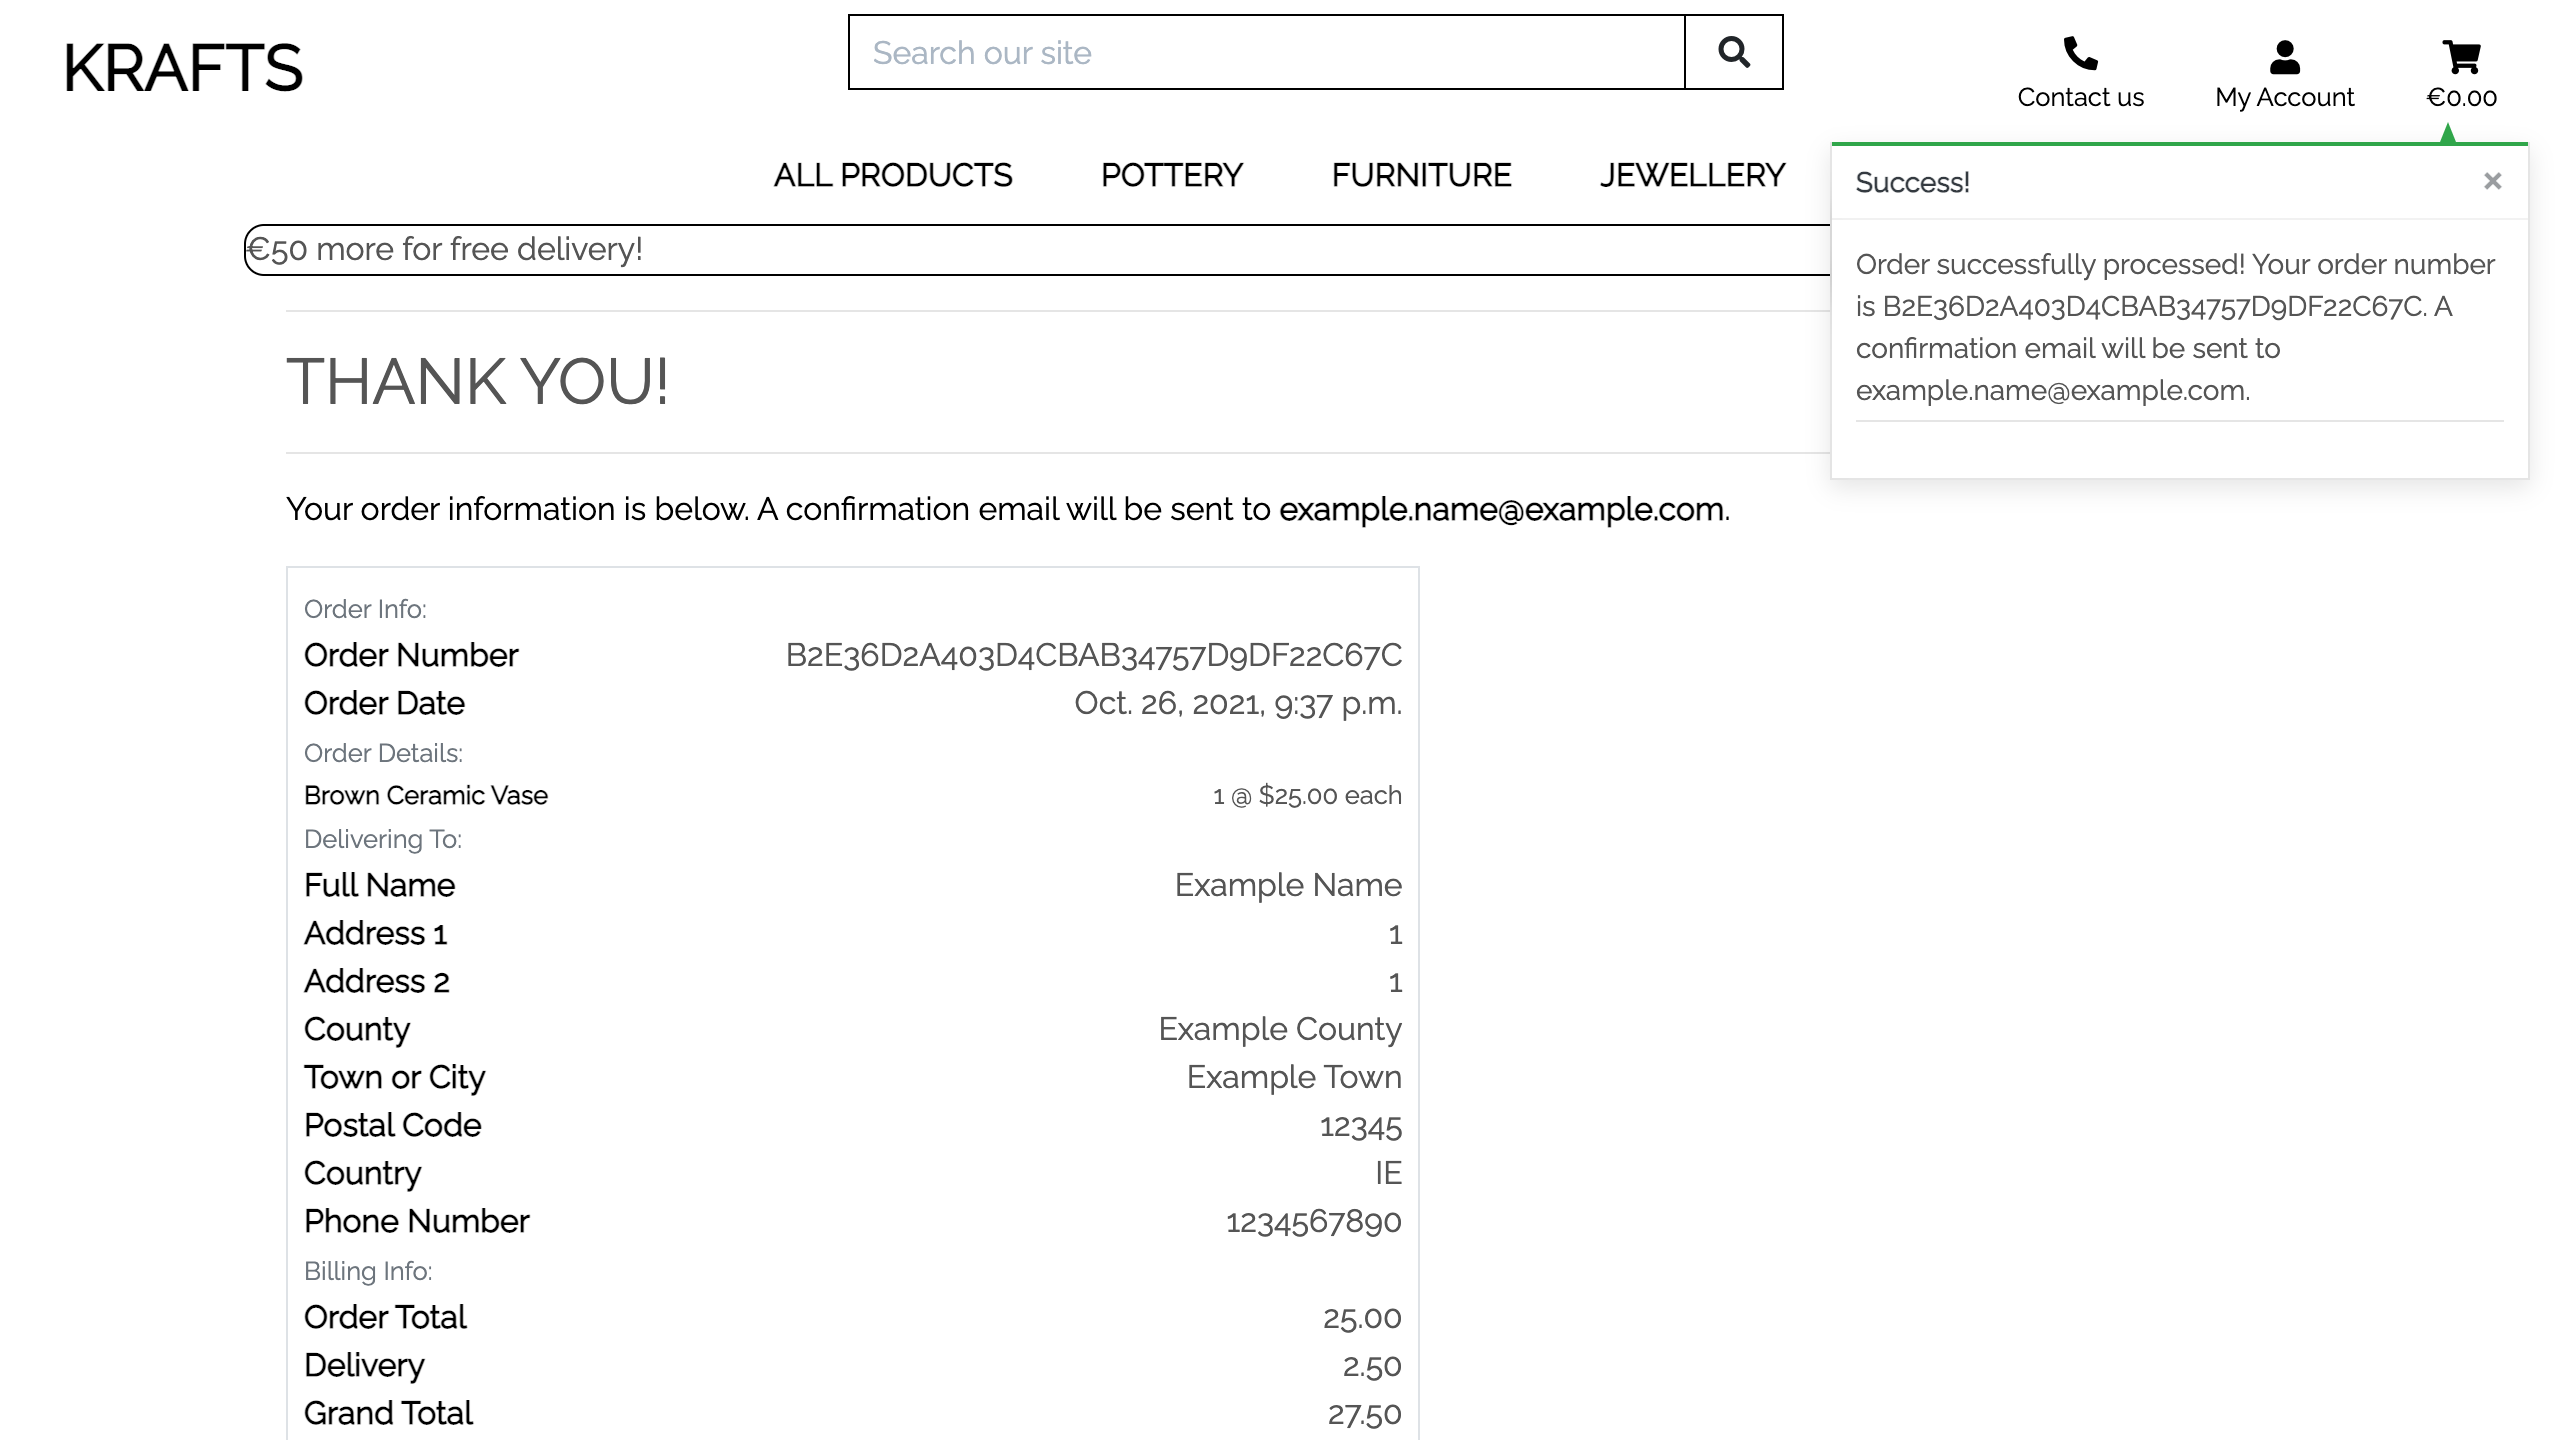 KRAFTS
Search our site
Contact us
My Account
€0.00
ALL PRODUCTS
POTTERY
FURNITURE
JEWELLERY
€50 more for free delivery!
Success!
×
Order successfully processed! Your order number
is B2E36D2A403D4CBAB34757D9DF22C67C. A
confirmation email will be sent to
example.name@example.com.
THANK YOU!
Your order information is below. A confirmation email will be sent to example.name@example.com.
Order Info:
Order Number B2E36D2A403D4CBAB34757D9DF22C67C
Order Date Oct. 26, 2021, 9:37 p.m.
Order Details:
Brown Ceramic Vase 1 @ $25.00 each
Delivering To:
Full Name Example Name
Address 1 1
Address 2 1
County Example County
Town or City Example Town
Postal Code 12345
Country IE
Phone Number 1234567890
Billing Info:
Order Total 25.00
Delivery 2.50
Grand Total 27.50